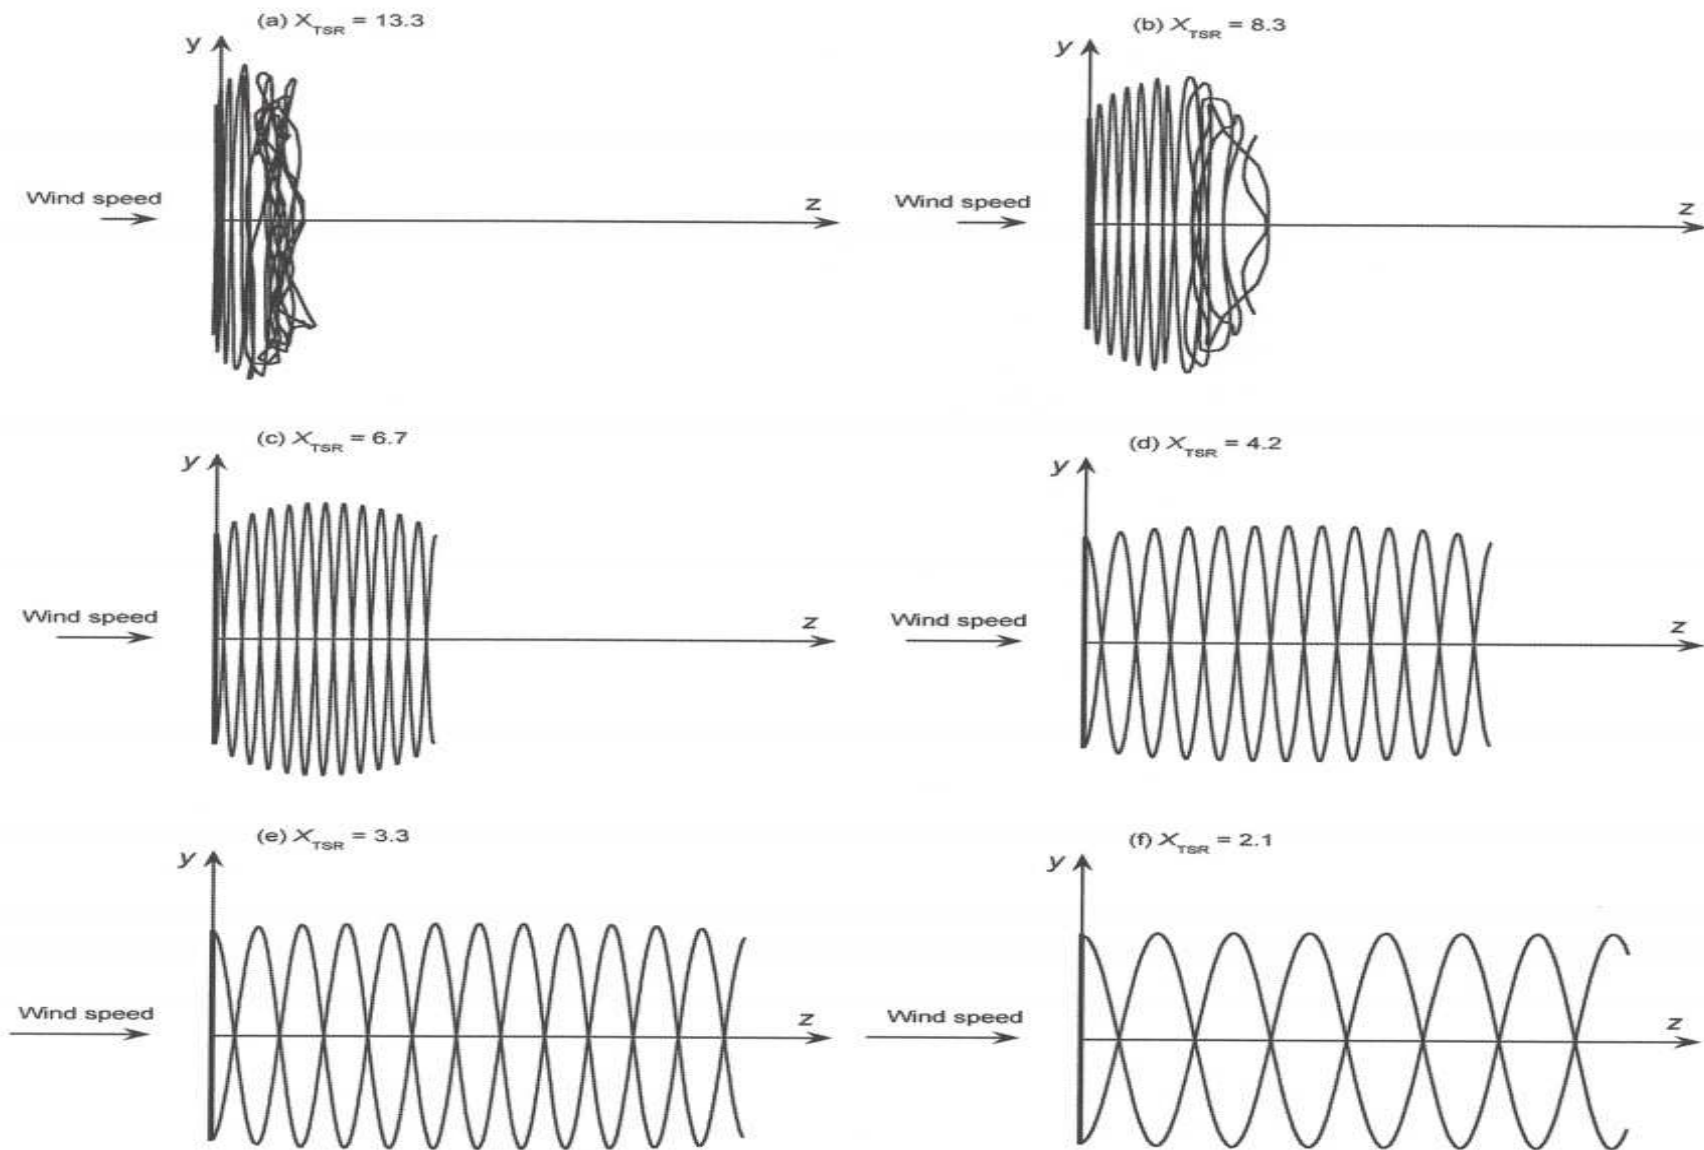 (a) X_TSR = 13.3
y
Wind speed
z
(b) X_TSR = 8.3
y
Wind speed
z
(c) X_TSR = 6.7
y
Wind speed
z
(d) X_TSR = 4.2
y
Wind speed
z
(e) X_TSR = 3.3
y
Wind speed
z
(f) X_TSR = 2.1
y
Wind speed
z